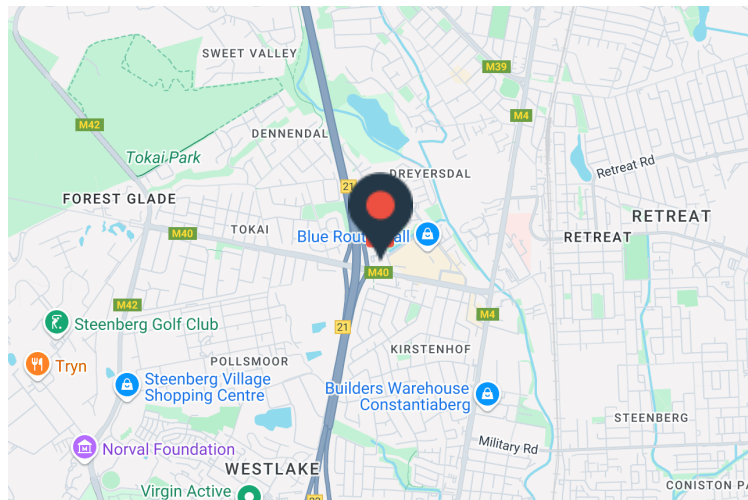 SWEET VALLEY
M39
M4
M42
DENNENDAL
Tokai Park
Retreat Rd
DREYERSDAL
21
FOREST GLADE
RETREAT
TOKAI
M40
Blue Rout
all
RETREAT
M40
M42
M4
Steenberg Golf Club
21
KIRSTENHOF
POLLSMOOR
Tryn
Steenberg Village
Shopping Centre
Builders Warehouse
Constantiaberg
STEENBERG
Military Rd
Norval Foundation
WESTLAKE
CONISTON PA
Virgin Active